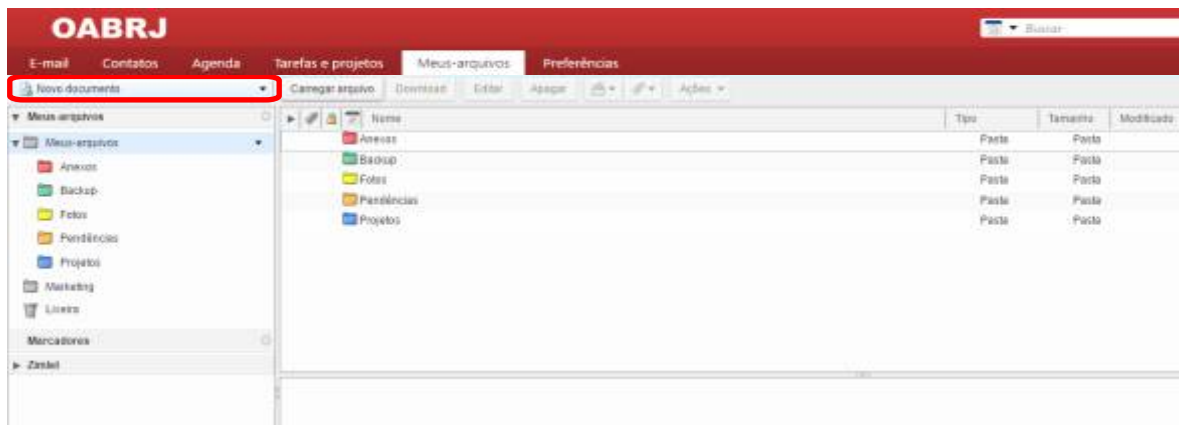 OABRJ
Buscar
E-mail Contatos Agenda Tarefas e projetos Meus-arquivos Preferências
Novo documento Carregar arquivo Download Editar Apagar Ações
Meus-arquivos Nome Tipo Tamanho Modificado
Meus-arquivos Anexos Pasta Pasta
Anexos Backup Pasta Pasta
Backup Fotos Pasta Pasta
Fotos Pendências Pasta Pasta
Pendências Projetos Pasta Pasta
Projetos
Marketing
Lixeira
Marcadores
Zimlet